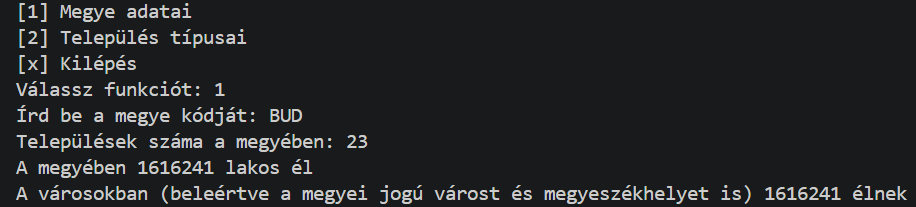 [1] Megye adatai
[2] Település típusai
[x] Kilépés
Válassz funkciót: 1
Írd be a megye kódját: BUD
Települések száma a megyében: 23
A megyében 1616241 lakos él
A városokban (beleértve a megyei jogú várost és megyeszékhelyet is) 1616241 élnek